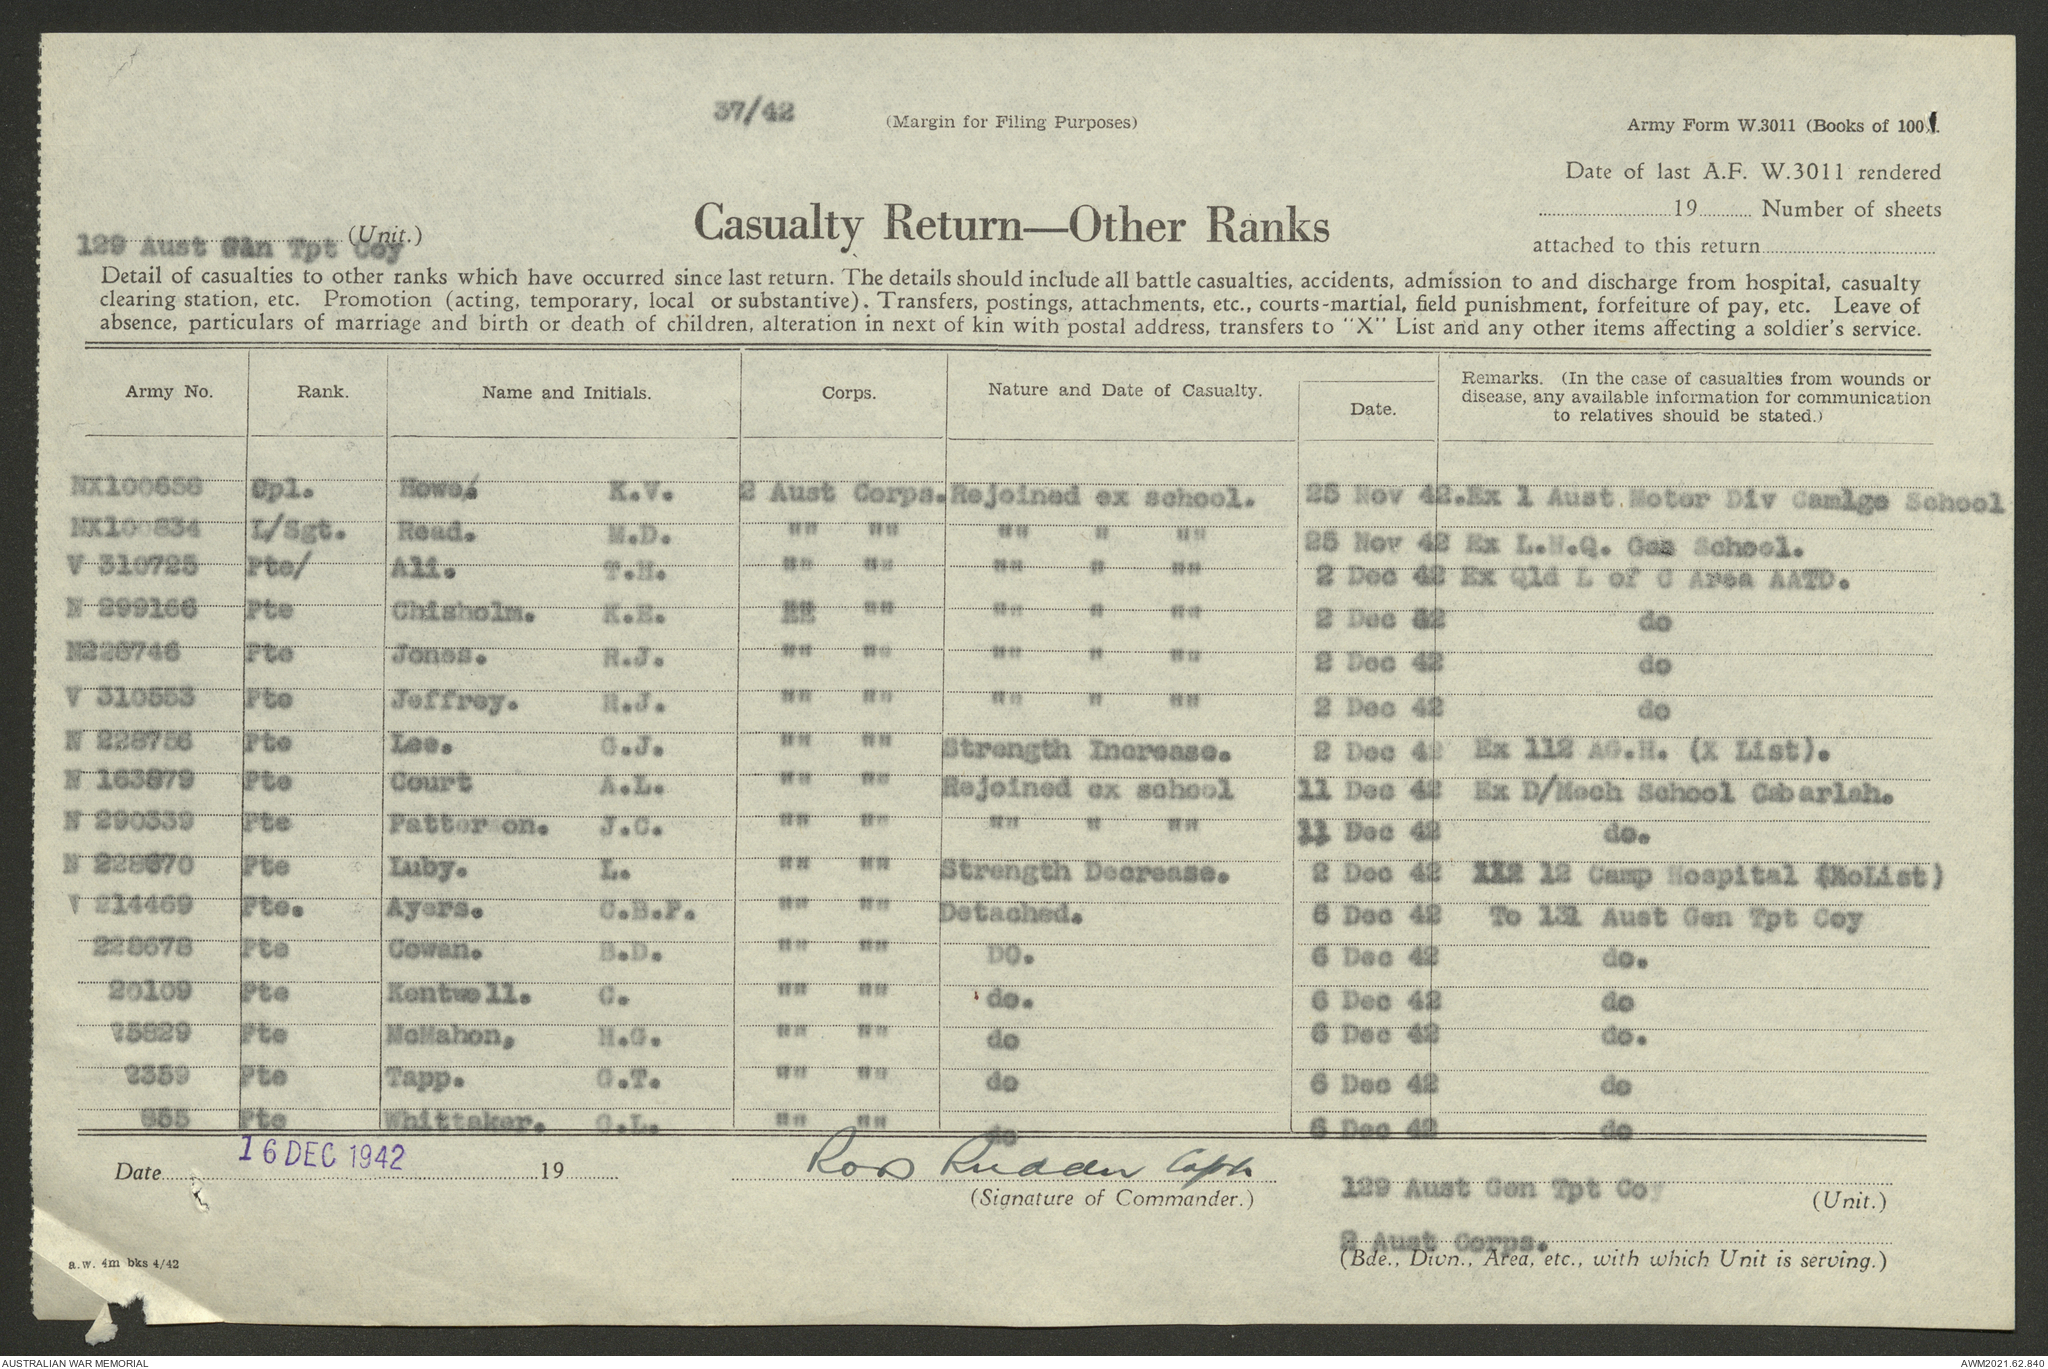 37/42
(Margin for Filing Purposes)
Army Form W.3011 (Books of 100).
Date of last A.F. W.3011 rendered
19 Number of sheets
attached to this return
129 Aust Gen Tpt Coy (Unit.)
Casualty Return—Other Ranks
Detail of casualties to other ranks which have occurred since last return. The details should include all battle casualties, accidents, admission to and discharge from hospital, casualty
clearing station, etc. Promotion (acting, temporary, local or substantive). Transfers, postings, attachments, etc., courts-martial, field punishment, forfeiture of pay, etc. Leave of
absence, particulars of marriage and birth or death of children, alteration in next of kin with postal address, transfers to "X" List and any other items affecting a soldier's service.
Army No. Rank. Name and Initials. Corps. Nature and Date of Casualty. Date. Remarks. (In the case of casualties from wounds or
disease, any available information for communication
to relatives should be stated.)
Cpl. Howe, K.V. 2 Aust Corps. Rejoined ex school. 25 Nov 42. Ex 1 Aust Motor Div School
NX100834 L/Sgt. Read. M.D. "" "" "" " "" 25 Nov 42 Ex L.H.Q. Gas School.
V 310725 Pte/ Ali. T.H. "" "" "" " "" 2 Dec 42 Ex Qld L of C Area AATD.
N 299166 Pte Chisholm. K.E. "" "" "" " "" 2 Dec 42 do
Pte Jones. R.J. "" "" "" " "" 2 Dec 42 do
V 310553 Pte Jeffrey. R.J. "" "" "" " "" 2 Dec 42 do
N 228756 Pte Lee. C.J. "" "" Strength Increase. 2 Dec 42 Ex 112 AG.H. (X List).
N 163879 Pte Court A.L. "" "" Rejoined ex school 11 Dec 42 Ex D/Mech School Cabarlah.
N 290339 Pte Patterson. J.C. "" "" "" " "" 11 Dec 42 do.
N 228670 Pte Luby. L. "" "" Strength Decrease. 2 Dec 42 12 Camp Hospital
V 214469 Pte. Ayers. C.B.P. "" "" Detached. 6 Dec 42 To 131 Aust Gen Tpt Coy
228678 Pte Cowan. B.D. "" "" DO. 6 Dec 42 do.
20109 Pte Kentwell. C. "" "" do. 6 Dec 42 do
5829 Pte McMahon, H.G. "" "" do 6 Dec 42 do.
2359 Pte Tapp. G.T. "" "" do 6 Dec 42 do
855 Pte Whittaker. G.L. "" "" do 6 Dec 42 do
Date 16 DEC 1942 19
Ross Rudder Capt
(Signature of Commander.)
129 Aust Gen Tpt Coy (Unit.)
2 Aust Corps.
(Bde., Divn., Area, etc., with which Unit is serving.)
a.w. 4m bks 4/42
AUSTRALIAN WAR MEMORIAL
AWM2021.62.840